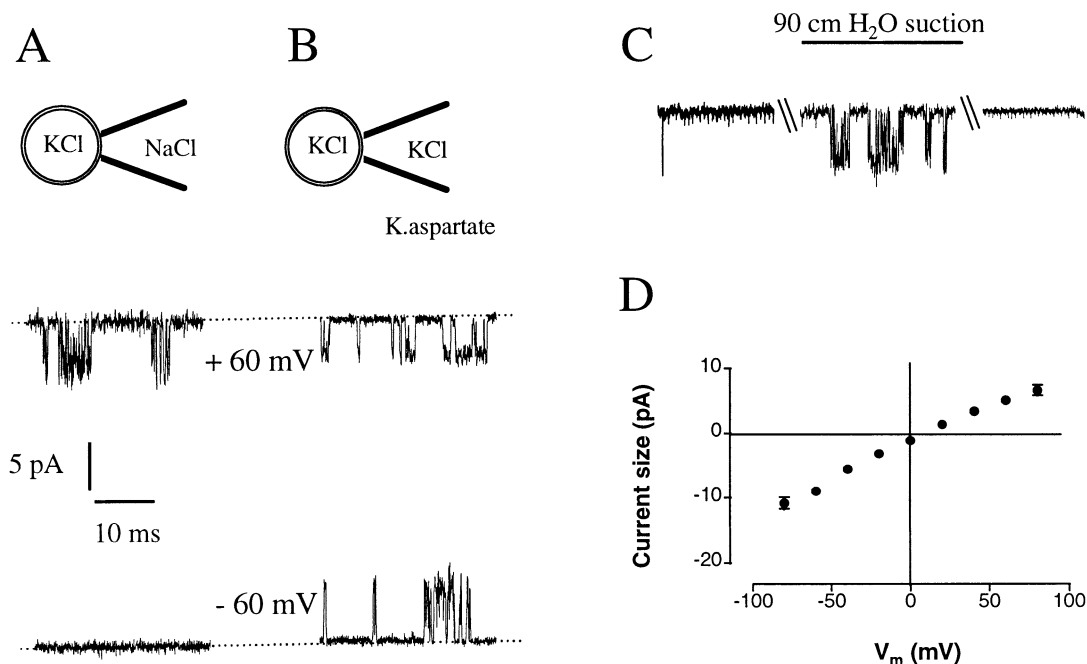 A
B
C
90 cm H₂O suction
KCl
NaCl
KCl
KCl
K.aspartate
+ 60 mV
5 pA
10 ms
- 60 mV
D
Current size (pA)
10
0
-10
-20
-100
-50
0
50
100
Vₘ (mV)